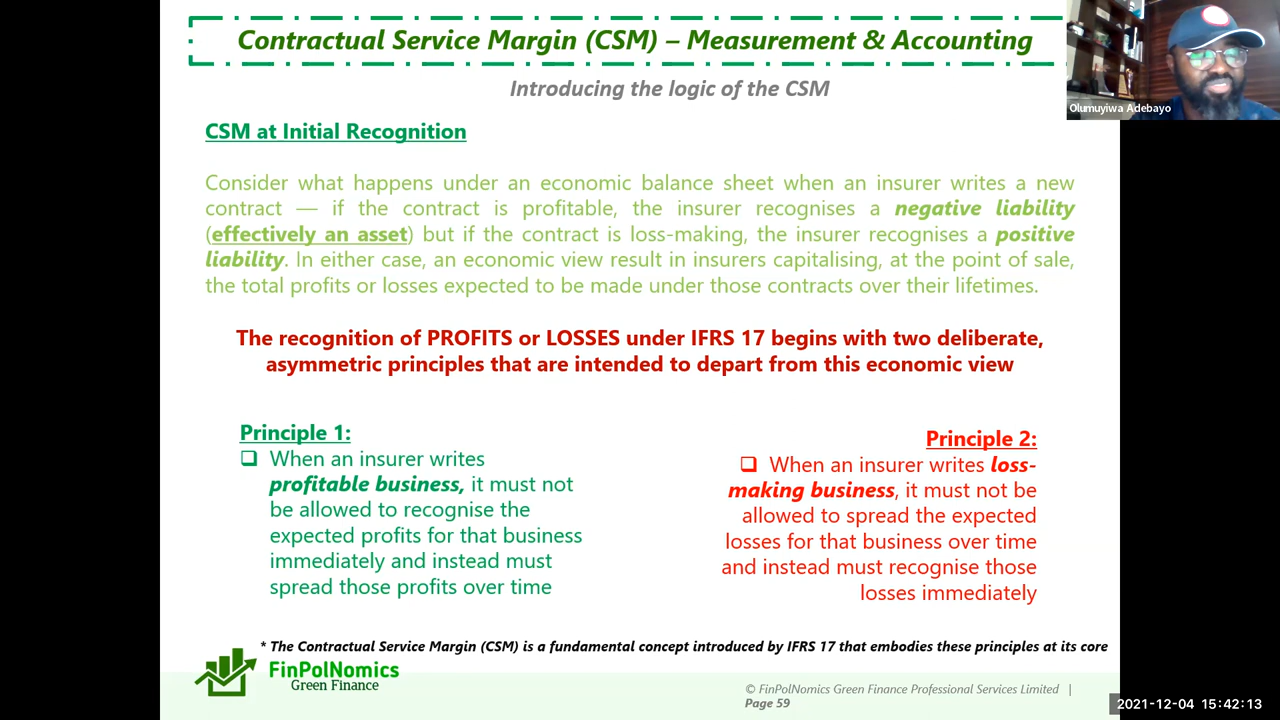 Contractual Service Margin (CSM) – Measurement & Accounting
Olumuyiwa Adebayo
Introducing the logic of the CSM
CSM at Initial Recognition
Consider what happens under an economic balance sheet when an insurer writes a new
contract — if the contract is profitable, the insurer recognises a negative liability
(effectively an asset) but if the contract is loss-making, the insurer recognises a positive
liability. In either case, an economic view result in insurers capitalising, at the point of sale,
the total profits or losses expected to be made under those contracts over their lifetimes.
The recognition of PROFITS or LOSSES under IFRS 17 begins with two deliberate,
asymmetric principles that are intended to depart from this economic view
Principle 1:
❑ When an insurer writes
profitable business, it must not
be allowed to recognise the
expected profits for that business
immediately and instead must
spread those profits over time
Principle 2:
❑ When an insurer writes loss-
making business, it must not be
allowed to spread the expected
losses for that business over time
and instead must recognise those
losses immediately
* The Contractual Service Margin (CSM) is a fundamental concept introduced by IFRS 17 that embodies these principles at its core
FinPolNomics
Green Finance
© FinPolNomics Green Finance Professional Services Limited |
Page 59
2021-12-04 15:42:13